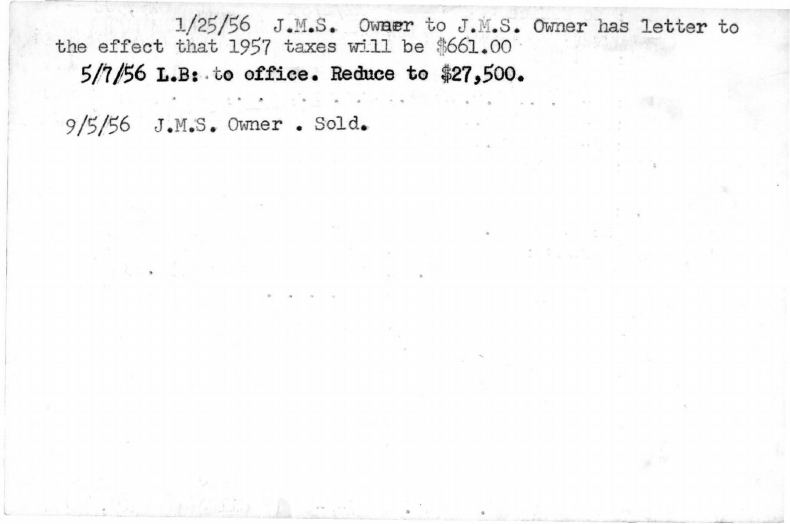 1/25/56 J.M.S. Owner to J.M.S. Owner has letter to
the effect that 1957 taxes will be $661.00
5/7/56 L.B: to office. Reduce to $27,500.
9/5/56 J.M.S. Owner . Sold.